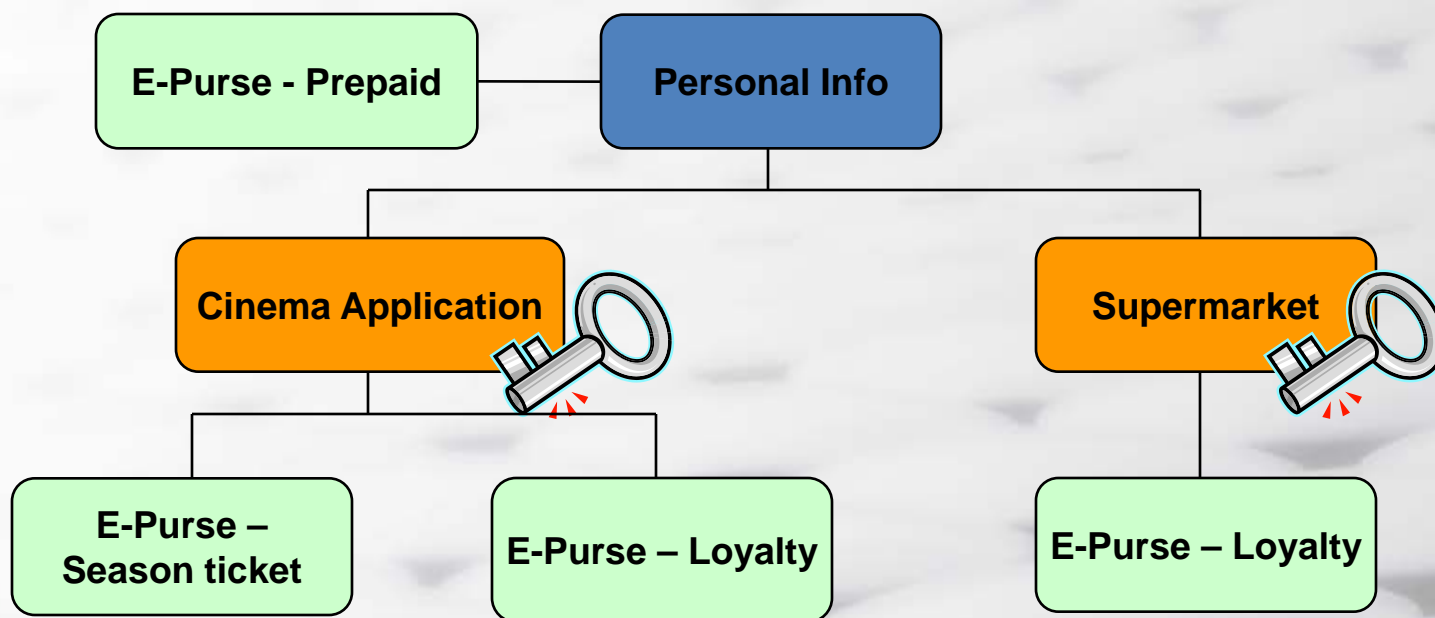 E-Purse - Prepaid
Personal Info
Cinema Application
Supermarket
E-Purse –
Season ticket
E-Purse – Loyalty
E-Purse – Loyalty